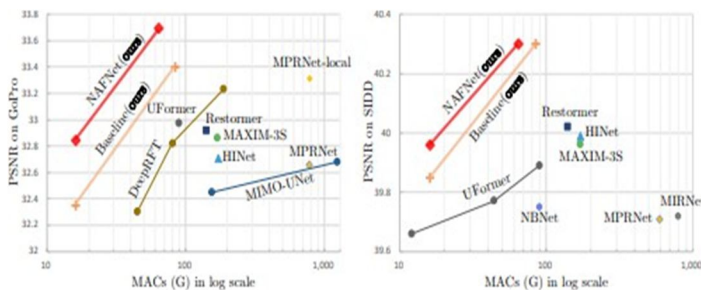 33.8
33.6
33.4
33.2
33
32.8
32.6
32.4
32.2
32
PSNR on GoPro
NAFNet(ours)
Baseline(ours)
DeepRFT
UFormer
MPRNet-local
Restormer
MAXIM-3S
HINet
MPRNet
MIMO-UNet
10
100
1,000
MACs (G) in log scale
40.4
40.2
40
39.8
39.6
PSNR on SIDD
NAFNet(ours)
Baseline(ours)
Restormer
HINet
MAXIM-3S
UFormer
NBNet
MPRNet
10
100
1,000
MACs (G) in log scale